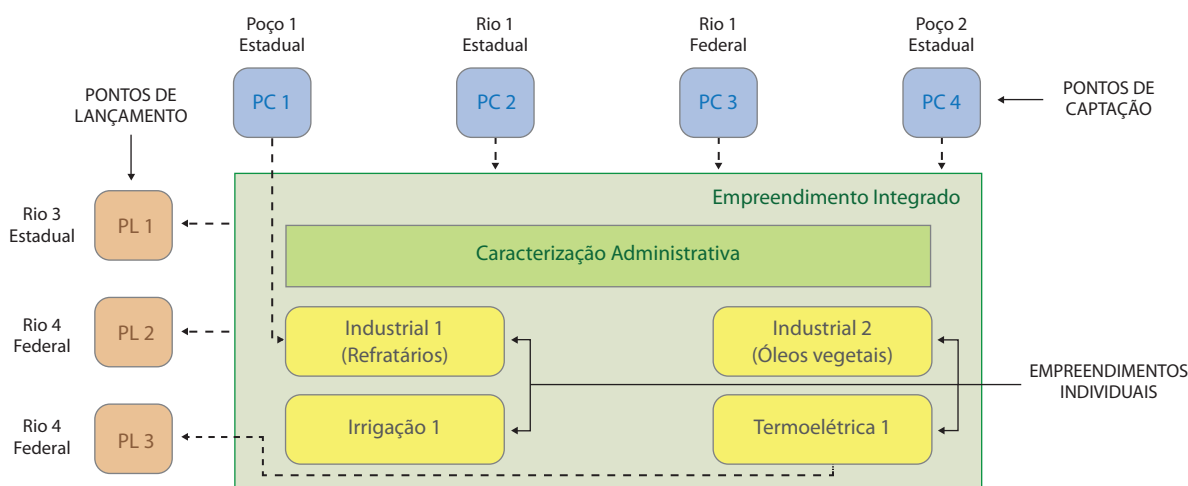 Poço 1
Estadual
Rio 1
Estadual
Rio 1
Federal
Poço 2
Estadual
PC 1
PC 2
PC 3
PC 4
PONTOS DE
CAPTAÇÃO
PONTOS DE
LANÇAMENTO
Empreendimento Integrado
Rio 3
Estadual
PL 1
Caracterização Administrativa
Rio 4
Federal
PL 2
Industrial 1
(Refratários)
Industrial 2
(Óleos vegetais)
EMPREENDIMENTOS
INDIVIDUAIS
Rio 4
Federal
PL 3
Irrigação 1
Termoelétrica 1